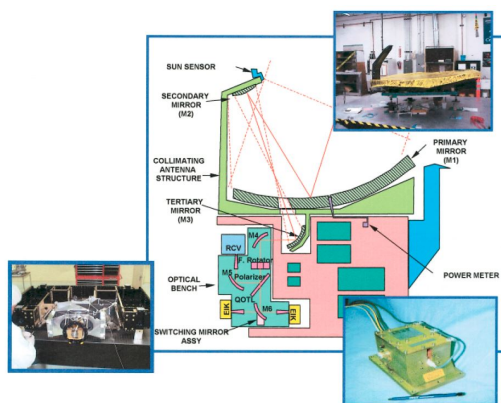 SUN SENSOR
SECONDARY
MIRROR
(M2)
PRIMARY
MIRROR
(M1)
COLLIMATING
ANTENNA
STRUCTURE
TERTIARY
MIRROR
(M3)
M4
RCV
F. Rotator
M5
Polarizer
OPTICAL
BENCH
POWER METER
QOTL
M6
EIK
EIK
SWITCHING MIRROR
ASSY